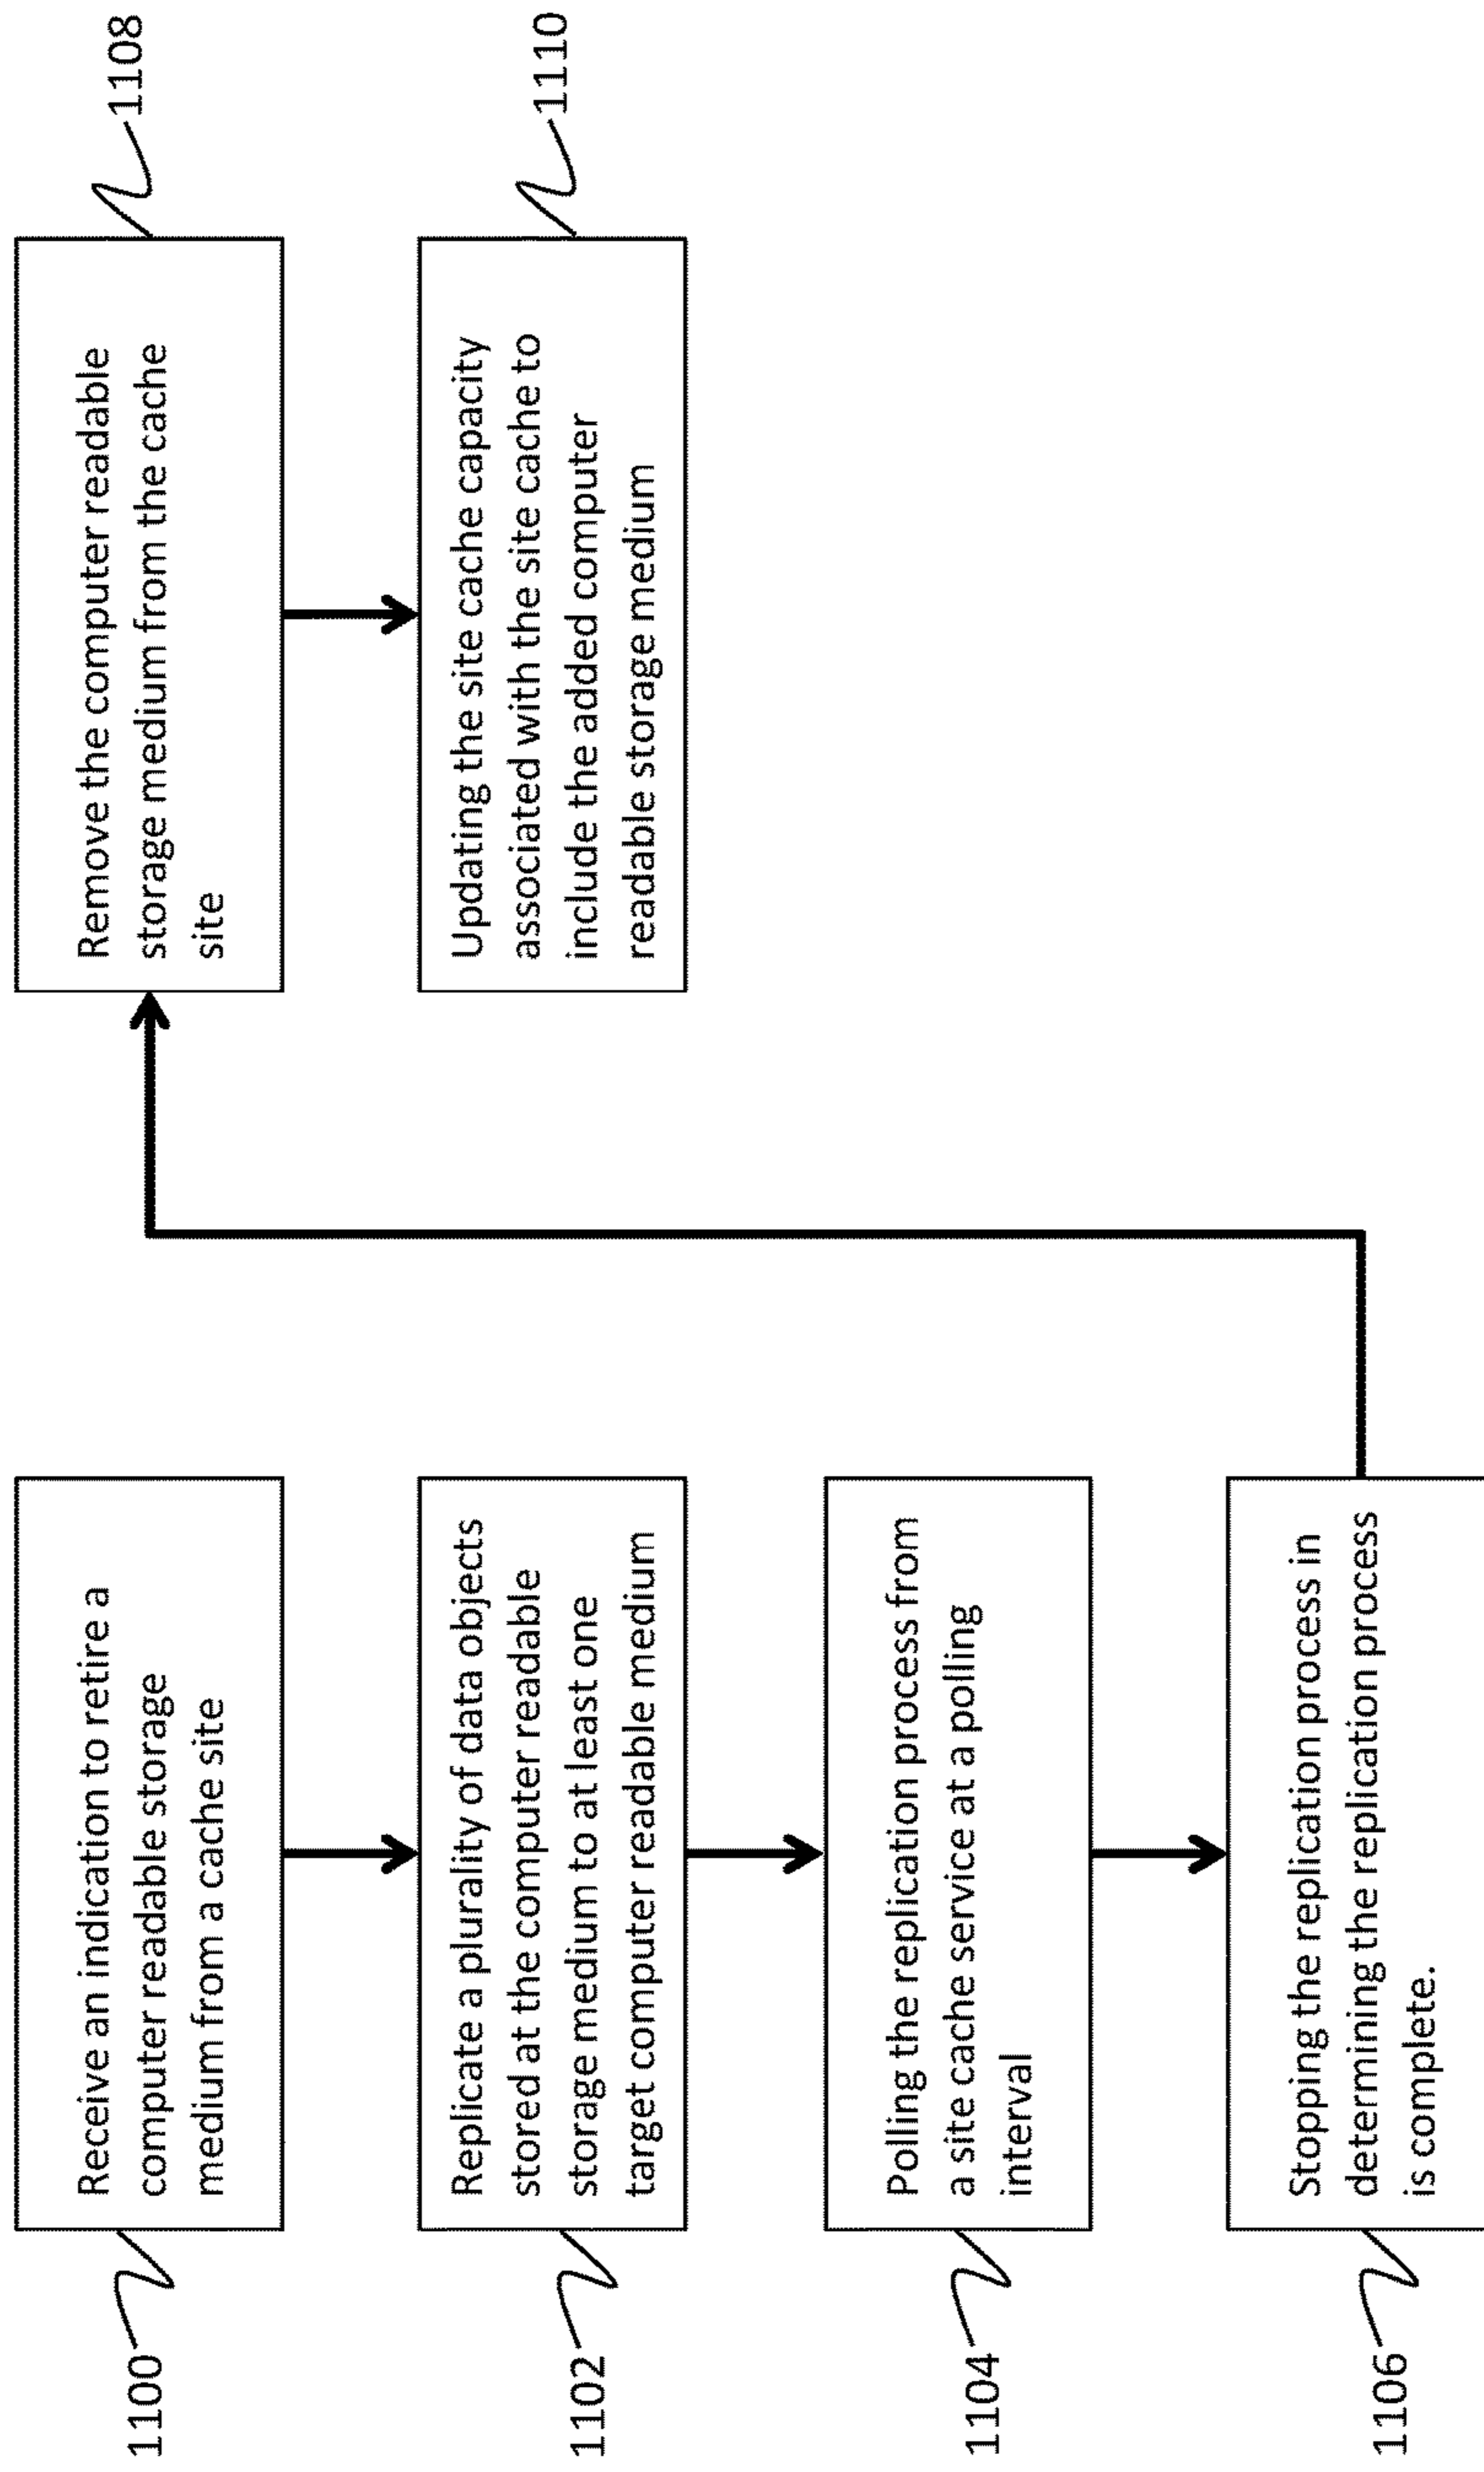 1100
Receive an indication to retire a
computer readable storage
medium from a cache site
1102
Replicate a plurality of data objects
stored at the computer readable
storage medium to at least one
target computer readable medium
1104
Polling the replication process from
a site cache service at a polling
interval
1106
Stopping the replication process in
determining the replication process
is complete.
Remove the computer readable
storage medium from the cache
site
1108
Updating the site cache capacity
associated with the site cache to
include the added computer
readable storage medium
1110